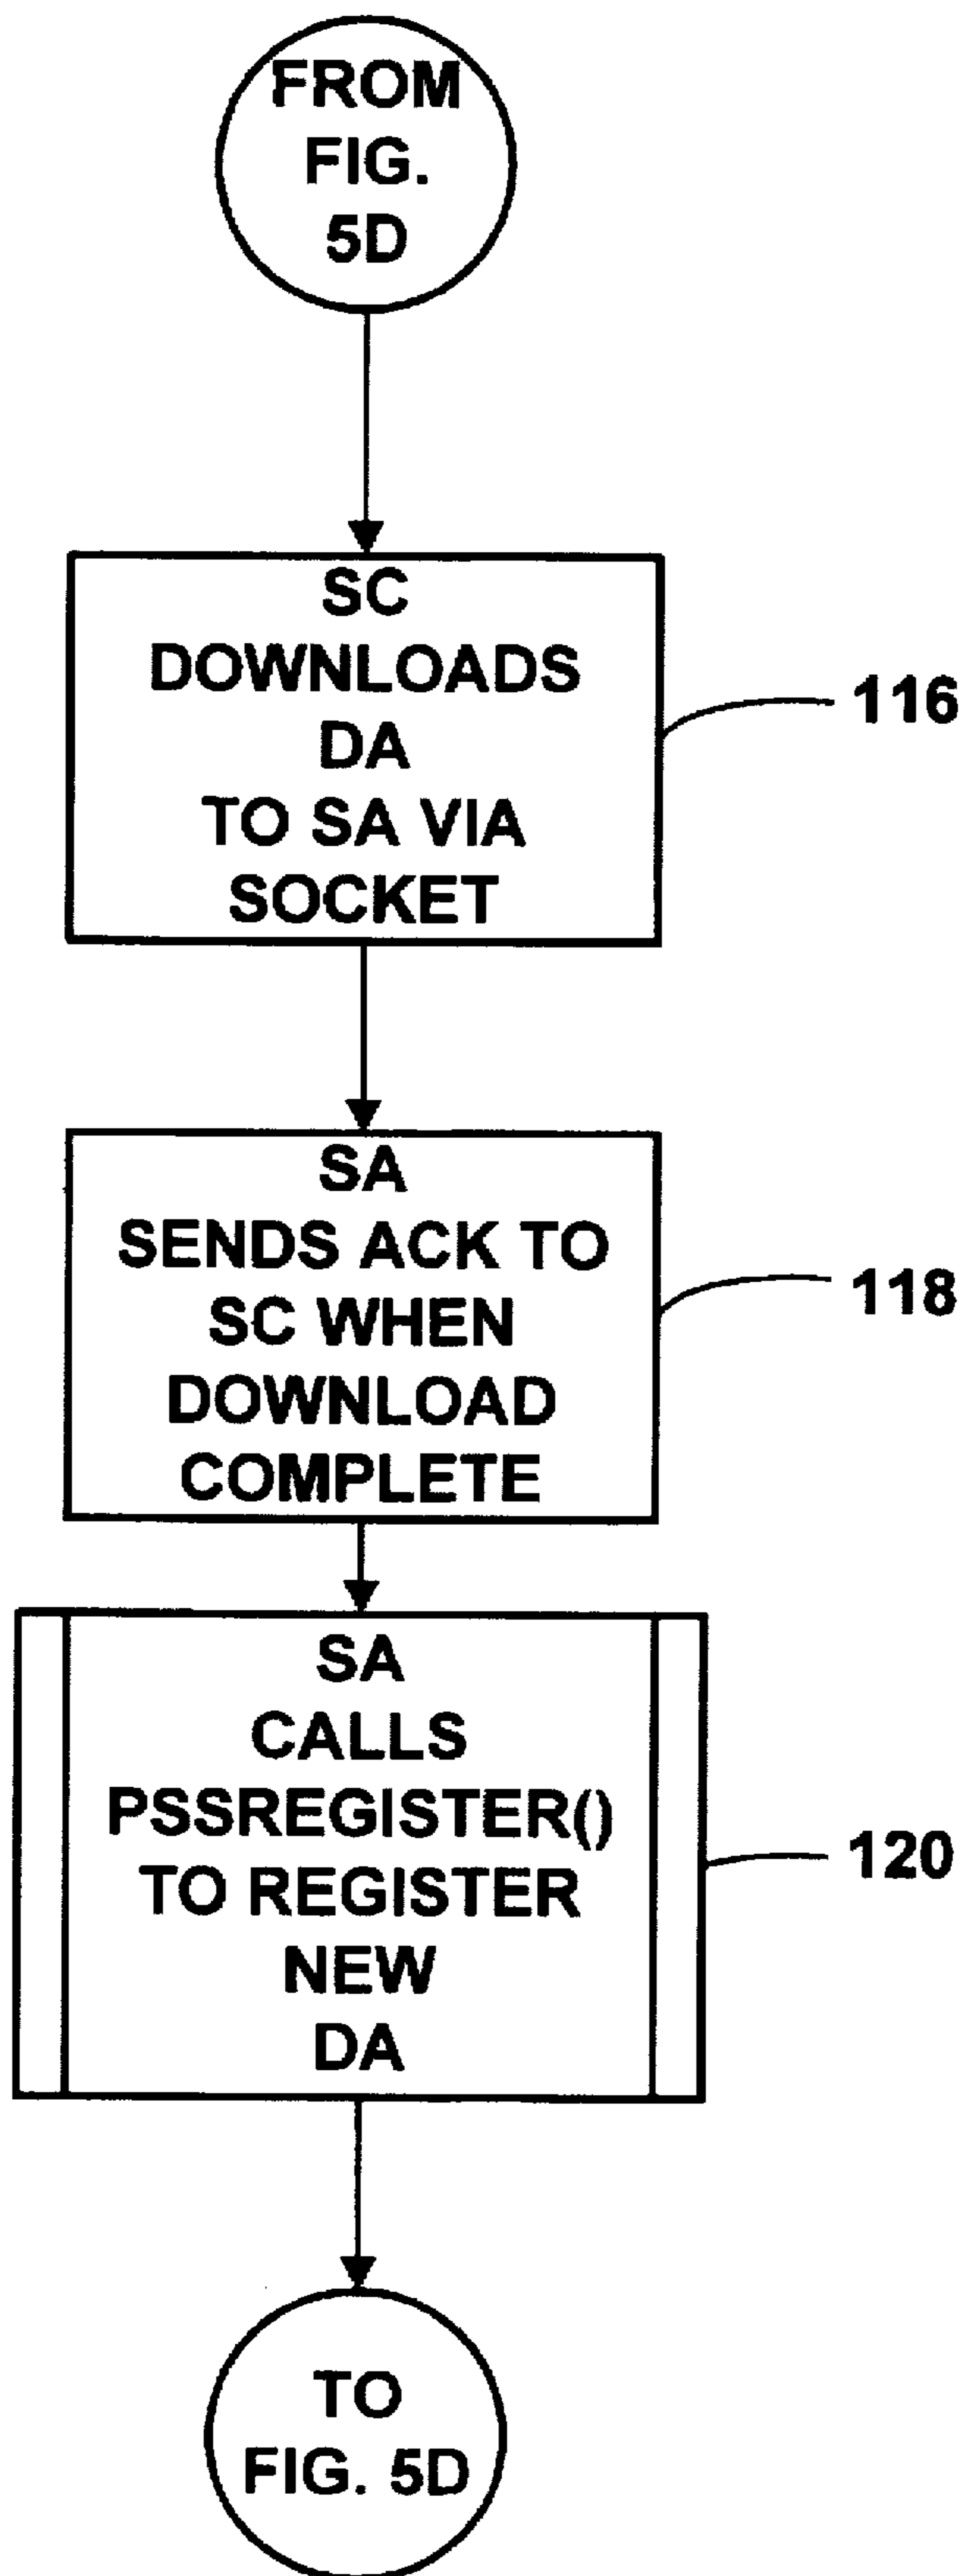 FROM
FIG.
5D
SC
DOWNLOADS
DA
TO SA VIA
SOCKET
116
SA
SENDS ACK TO
SC WHEN
DOWNLOAD
COMPLETE
118
SA
CALLS
PSSREGISTER()
TO REGISTER
NEW
DA
120
TO
FIG. 5D